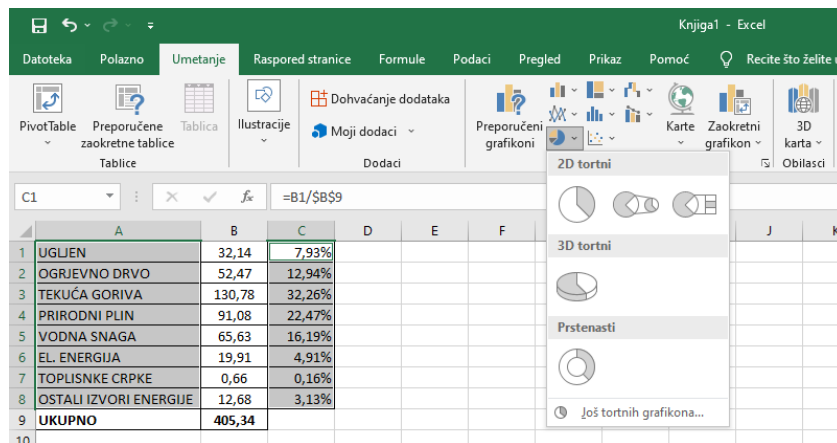 Knjiga1 - Excel
Datoteka Polazno Umetanje Raspored stranice Formule Podaci Pregled Prikaz Pomoć Recite što želite
PivotTable
Preporučene zaokretne tablice
Tablica
Tablice
Ilustracije
Dohvaćanje dodataka
Moji dodaci
Dodaci
Preporučeni grafikoni
Karte
Zaokretni grafikon
3D karta
Obilasci
2D tortni
3D tortni
Prstenasti
Još tortnih grafikona...
C1 fx =B1/$B$9
A B C D E F J
1 UGLJEN 32,14 7,93%
2 OGRJEVNO DRVO 52,47 12,94%
3 TEKUĆA GORIVA 130,78 32,26%
4 PRIRODNI PLIN 91,08 22,47%
5 VODNA SNAGA 65,63 16,19%
6 EL. ENERGIJA 19,91 4,91%
7 TOPLISNKE CRPKE 0,66 0,16%
8 OSTALI IZVORI ENERGIJE 12,68 3,13%
9 UKUPNO 405,34
10